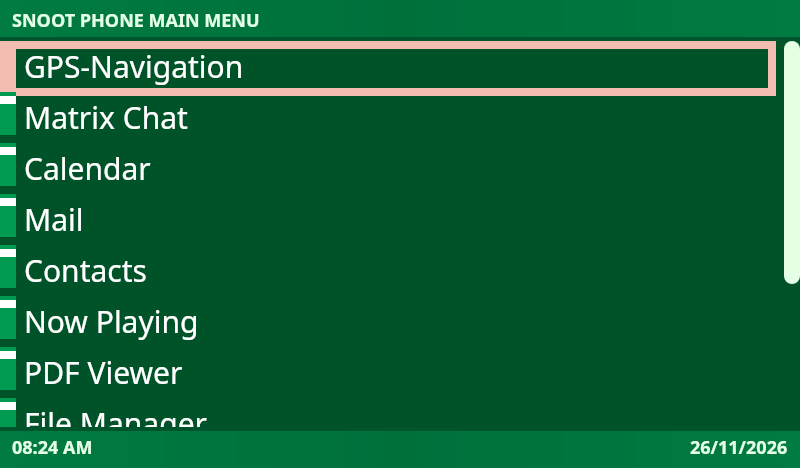 SNOOT PHONE MAIN MENU
GPS-Navigation
Matrix Chat
Calendar
Mail
Contacts
Now Playing
PDF Viewer
File Manager
08:24 AM
26/11/2026